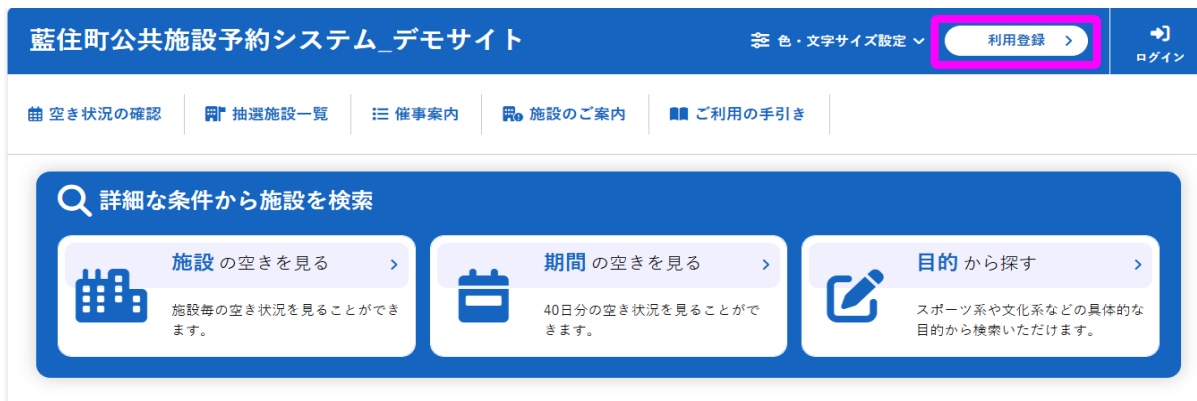 藍住町公共施設予約システム_デモサイト
色・文字サイズ設定
利用登録
ログイン
空き状況の確認
抽選施設一覧
催事案内
施設のご案内
ご利用の手引き
詳細な条件から施設を検索
施設 の空きを見る
施設毎の空き状況を見ることができ
ます。
期間 の空きを見る
40日分の空き状況を見ることがで
きます。
目的 から探す
スポーツ系や文化系などの具体的な
目的から検索いただけます。